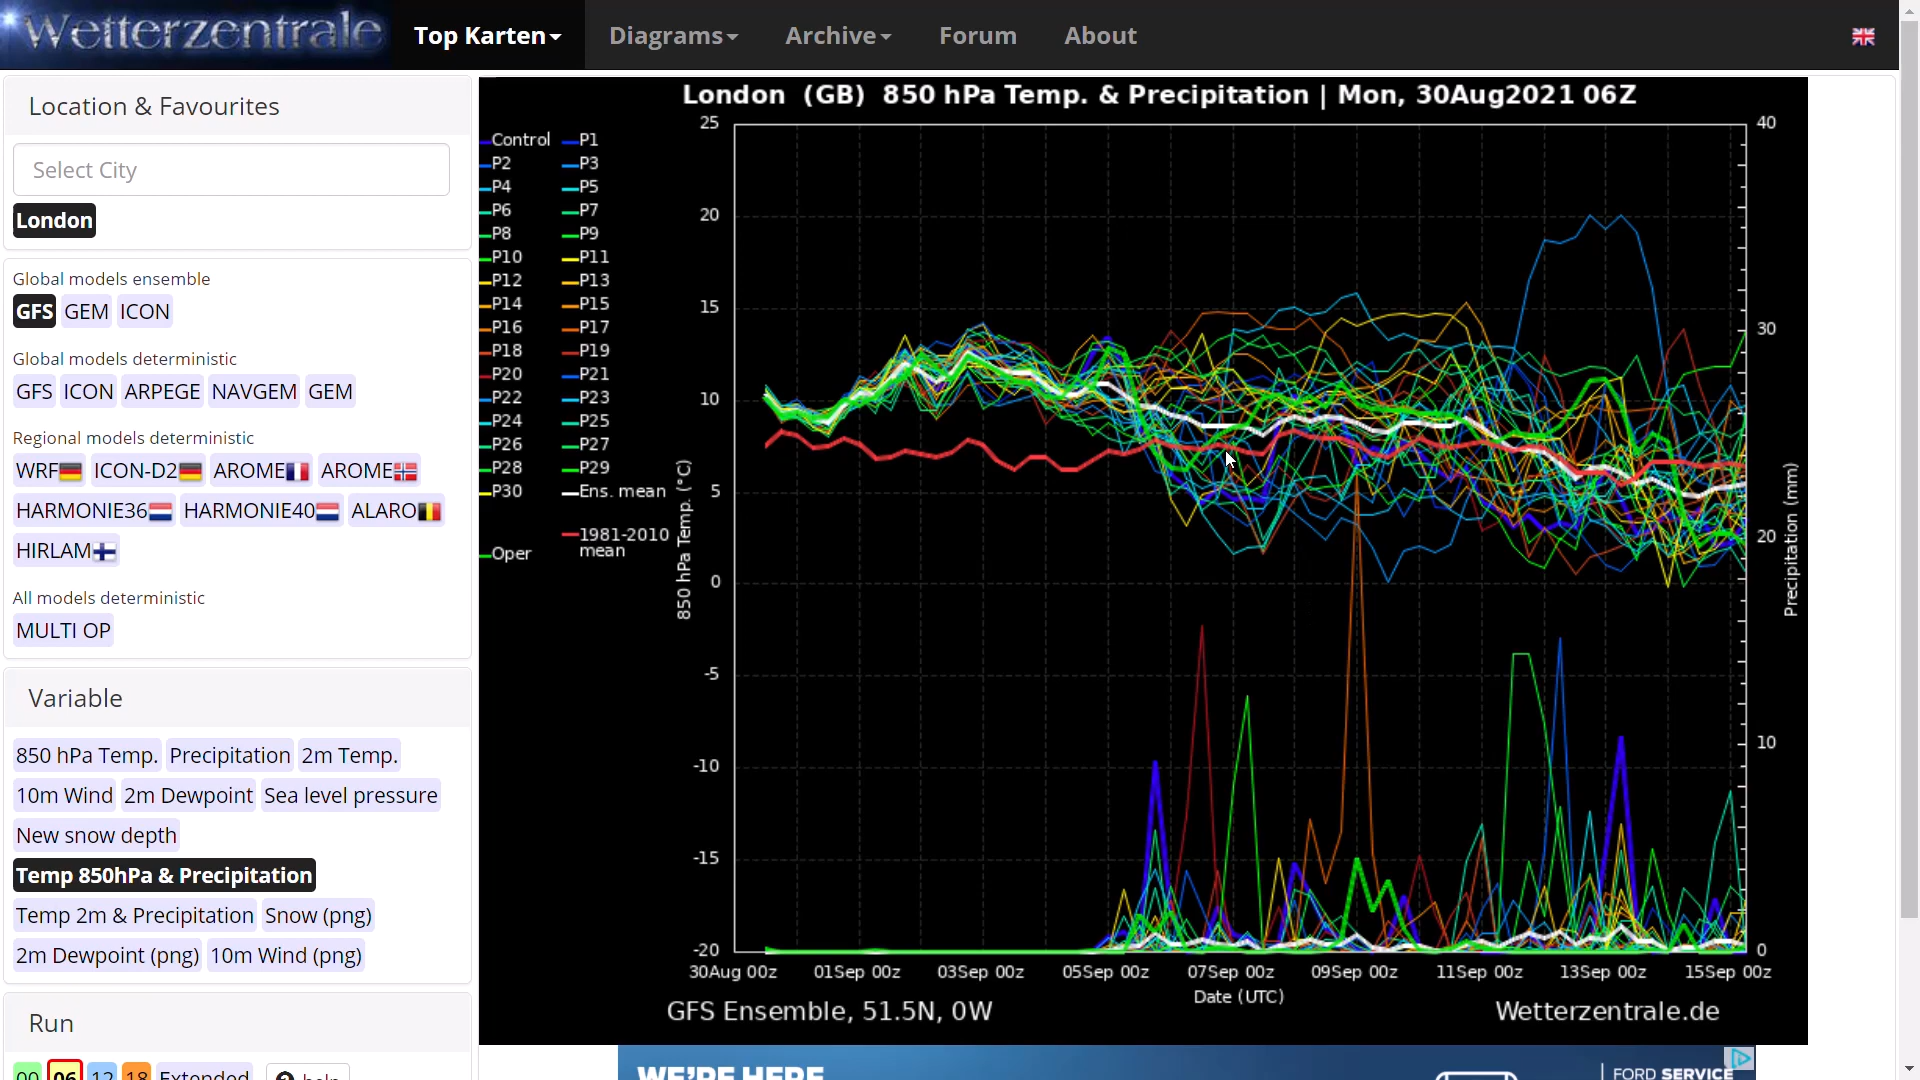 Wetterzentrale
Top Karten
Diagrams
Archive
Forum
About
Location & Favourites
Select City
London
Global models ensemble
GFS GEM ICON
Global models deterministic
GFS ICON ARPEGE NAVGEM GEM
Regional models deterministic
WRF ICON-D2 AROME AROME
HARMONIE36 HARMONIE40 ALARO
HIRLAM
All models deterministic
MULTI OP
Variable
850 hPa Temp. Precipitation 2m Temp.
10m Wind 2m Dewpoint Sea level pressure
New snow depth
Temp 850hPa & Precipitation
Temp 2m & Precipitation Snow (png)
2m Dewpoint (png) 10m Wind (png)
Run
00 06 12 18 Extended help
London (GB) 850 hPa Temp. & Precipitation | Mon, 30Aug2021 06Z
Control P1
P2 P3
P4 P5
P6 P7
P8 P9
P10 P11
P12 P13
P14 P15
P16 P17
P18 P19
P20 P21
P22 P23
P24 P25
P26 P27
P28 P29
P30 Ens. mean
Oper 1981-2010
mean
850 hPa Temp. (°C)
25
20
15
10
5
0
-5
-10
-15
-20
40
30
20
10
0
Precipitation (mm)
30Aug 00z 01Sep 00z 03Sep 00z 05Sep 00z 07Sep 00z 09Sep 00z 11Sep 00z 13Sep 00z 15Sep 00z
Date (UTC)
GFS Ensemble, 51.5N, 0W
Wetterzentrale.de
WE'RE HERE
FORD SERVICE